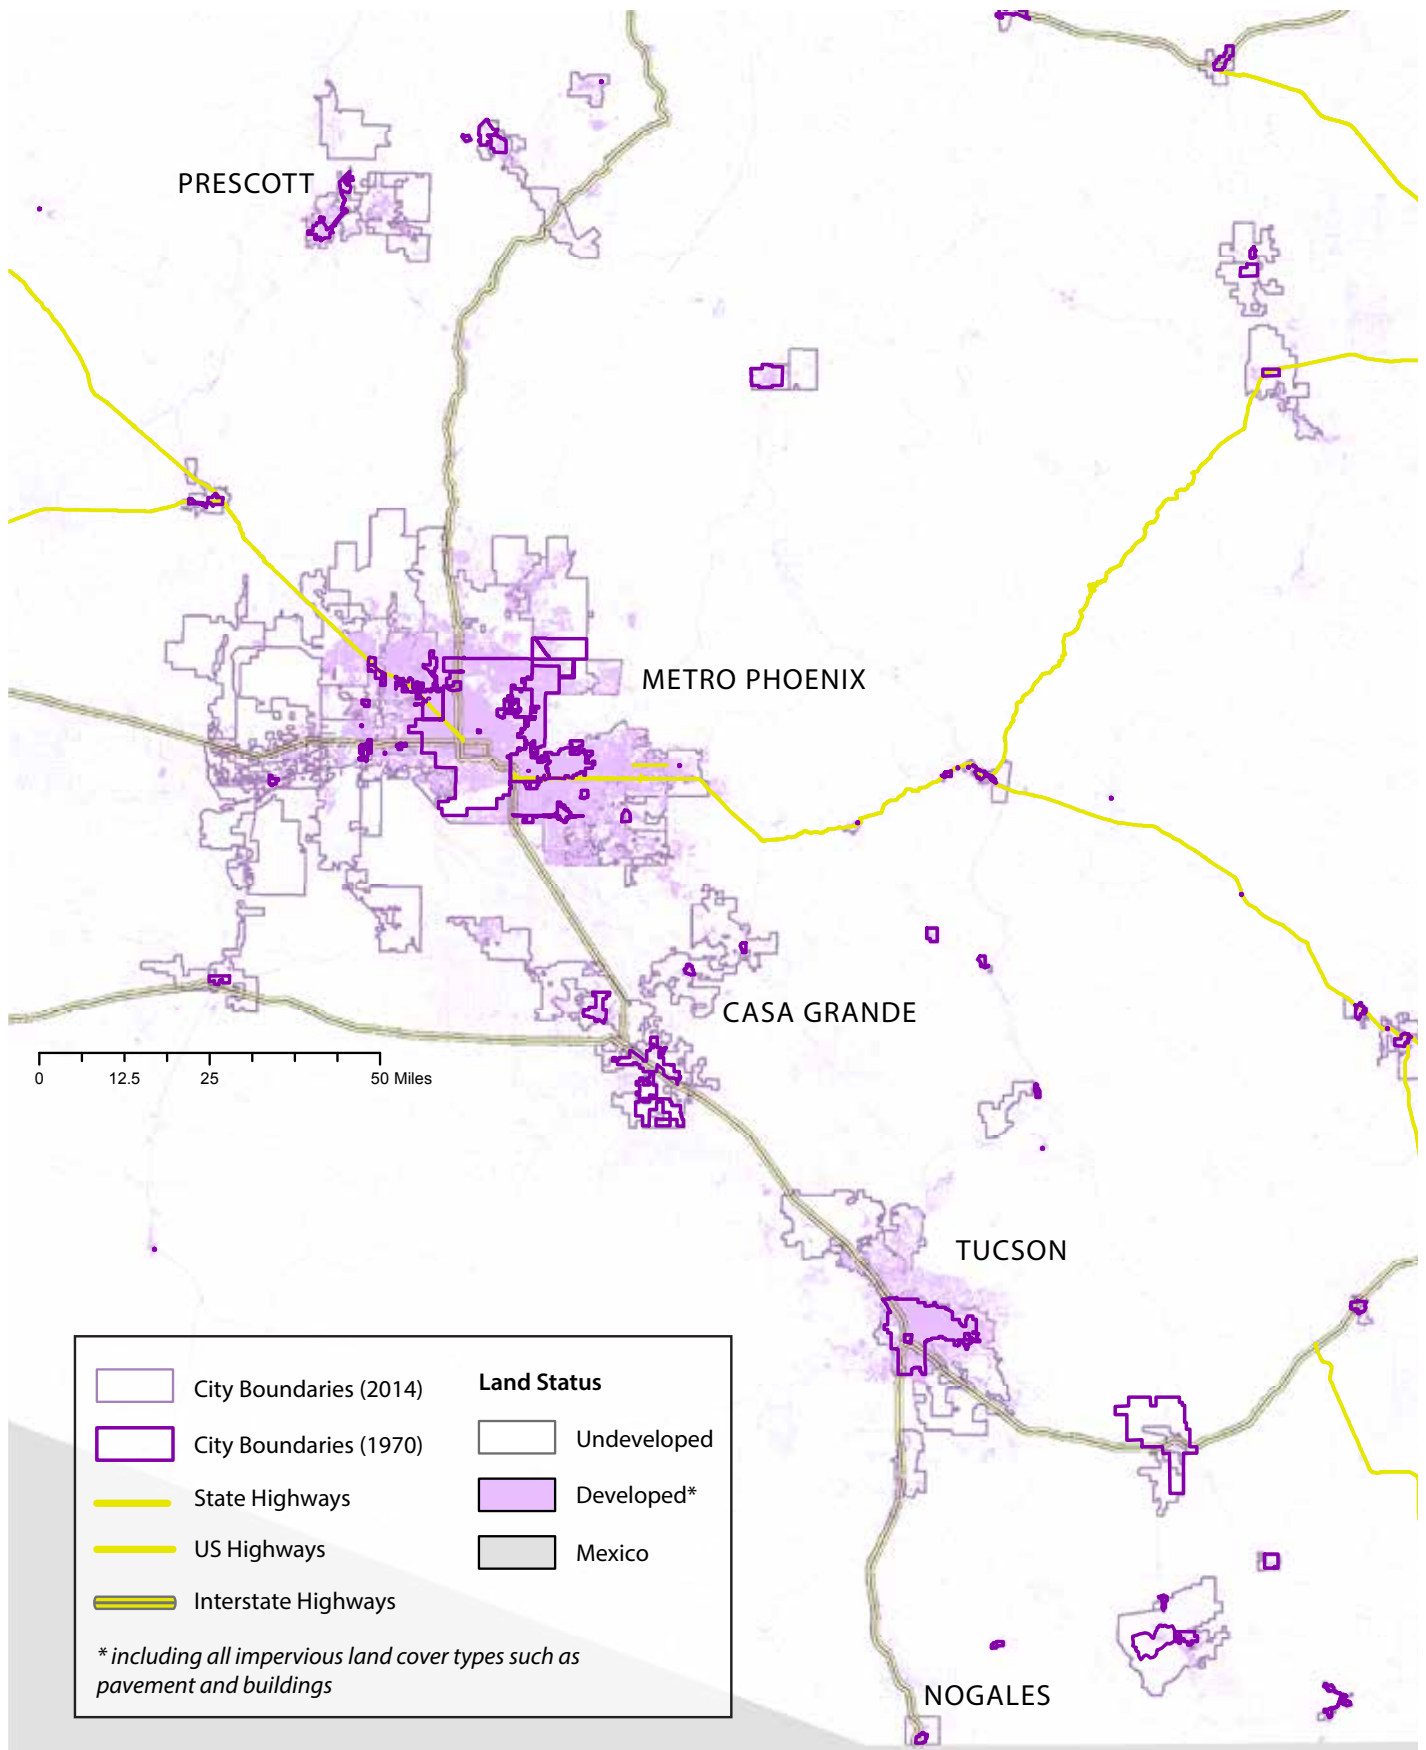 PRESCOTT
METRO PHOENIX
CASA GRANDE
0 12.5 25 50 Miles
TUCSON
City Boundaries (2014)
City Boundaries (1970)
State Highways
US Highways
Interstate Highways
Land Status
Undeveloped
Developed*
Mexico
* including all impervious land cover types such as
pavement and buildings
NOGALES